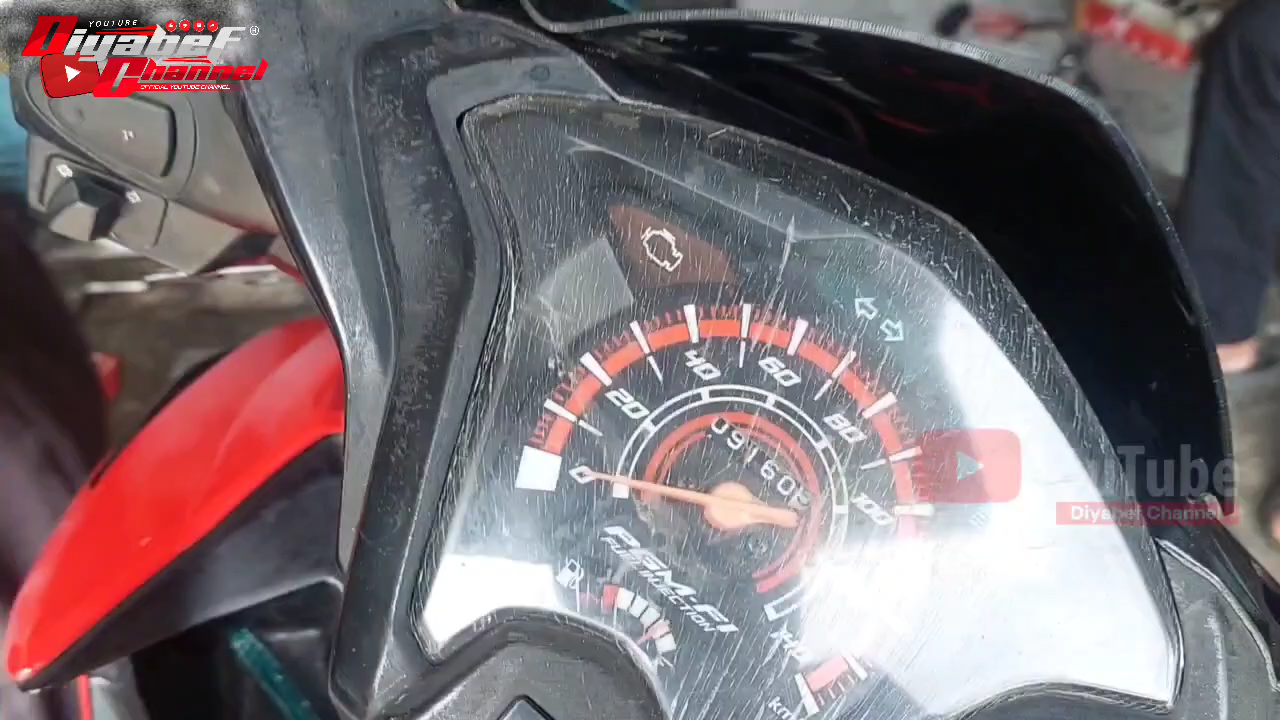 YOUTUBE
Diyabef
Channel
OFFICIAL YOUTUBE CHANNEL
0
20
40
60
80
100
140
PGM-FI
FUEL INJECTION
YouTube
Diyabef Channel